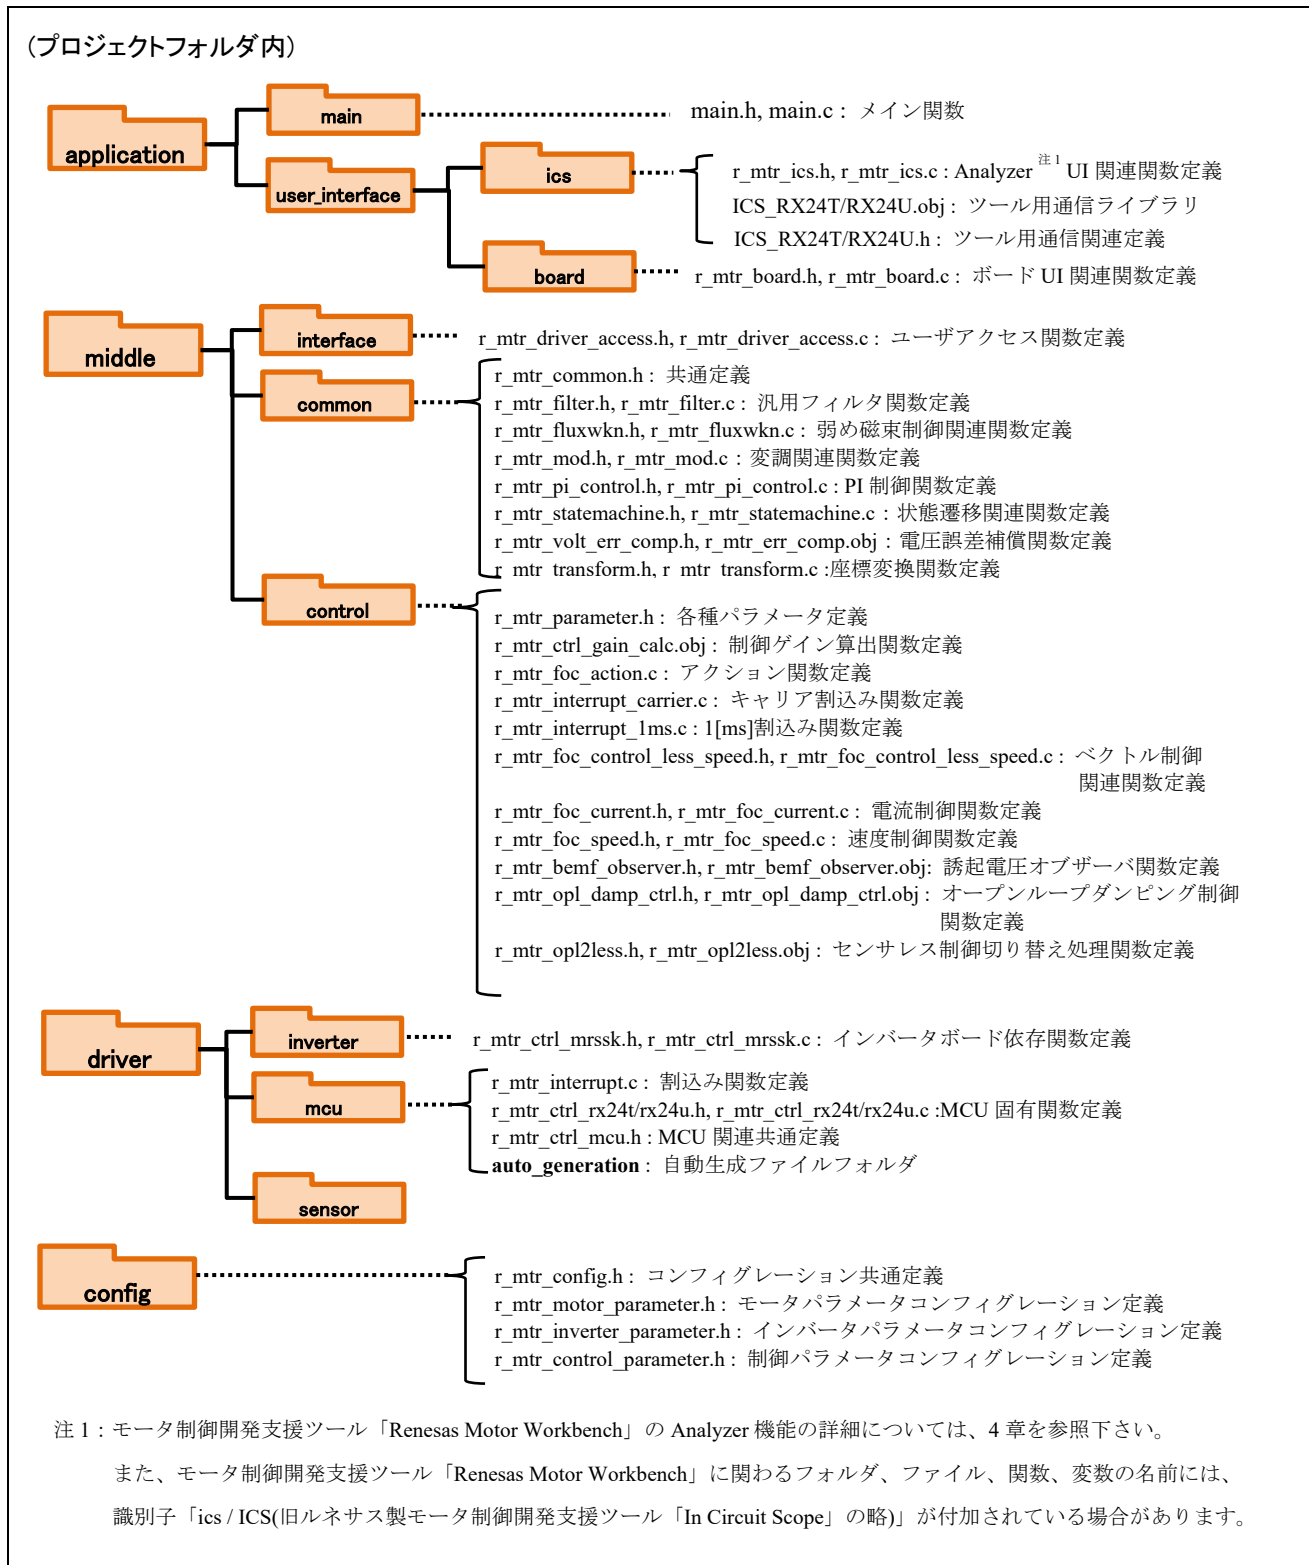 (プロジェクトフォルダ内)
main
main.h, main.c : メイン関数
application
user_interface
ics
r_mtr_ics.h, r_mtr_ics.c : Analyzer 注1 UI 関連関数定義
ICS_RX24T/RX24U.obj : ツール用通信ライブラリ
ICS_RX24T/RX24U.h : ツール用通信関連定義
board
r_mtr_board.h, r_mtr_board.c : ボード UI 関連関数定義
middle
interface
r_mtr_driver_access.h, r_mtr_driver_access.c : ユーザアクセス関数定義
common
r_mtr_common.h : 共通定義
r_mtr_filter.h, r_mtr_filter.c : 汎用フィルタ関数定義
r_mtr_fluxwkn.h, r_mtr_fluxwkn.c : 弱め磁束制御関連関数定義
r_mtr_mod.h, r_mtr_mod.c : 変調関連関数定義
r_mtr_pi_control.h, r_mtr_pi_control.c : PI 制御関数定義
r_mtr_statemachine.h, r_mtr_statemachine.c : 状態遷移関連関数定義
r_mtr_volt_err_comp.h, r_mtr_err_comp.obj : 電圧誤差補償関数定義
r_mtr_transform.h, r_mtr_transform.c :座標変換関数定義
control
r_mtr_parameter.h : 各種パラメータ定義
r_mtr_ctrl_gain_calc.obj : 制御ゲイン算出関数定義
r_mtr_foc_action.c : アクション関数定義
r_mtr_interrupt_carrier.c : キャリア割込み関数定義
r_mtr_interrupt_1ms.c : 1[ms]割込み関数定義
r_mtr_foc_control_less_speed.h, r_mtr_foc_control_less_speed.c : ベクトル制御
関連関数定義
r_mtr_foc_current.h, r_mtr_foc_current.c : 電流制御関数定義
r_mtr_foc_speed.h, r_mtr_foc_speed.c : 速度制御関数定義
r_mtr_bemf_observer.h, r_mtr_bemf_observer.obj: 誘起電圧オブザーバ関数定義
r_mtr_opl_damp_ctrl.h, r_mtr_opl_damp_ctrl.obj : オープンループダンピング制御
関数定義
r_mtr_opl2less.h, r_mtr_opl2less.obj : センサレス制御切り替え処理関数定義
driver
inverter
r_mtr_ctrl_mrssk.h, r_mtr_ctrl_mrssk.c : インバータボード依存関数定義
mcu
r_mtr_interrupt.c : 割込み関数定義
r_mtr_ctrl_rx24t/rx24u.h, r_mtr_ctrl_rx24t/rx24u.c :MCU 固有関数定義
r_mtr_ctrl_mcu.h : MCU 関連共通定義
auto_generation : 自動生成ファイルフォルダ
sensor
config
r_mtr_config.h : コンフィグレーション共通定義
r_mtr_motor_parameter.h : モータパラメータコンフィグレーション定義
r_mtr_inverter_parameter.h : インバータパラメータコンフィグレーション定義
r_mtr_control_parameter.h : 制御パラメータコンフィグレーション定義
注 1 : モータ制御開発支援ツール「Renesas Motor Workbench」の Analyzer 機能の詳細については、4 章を参照下さい。
また、モータ制御開発支援ツール「Renesas Motor Workbench」に関わるフォルダ、ファイル、関数、変数の名前には、
識別子「ics / ICS(旧ルネサス製モータ制御開発支援ツール「In Circuit Scope」の略)」が付加されている場合があります。